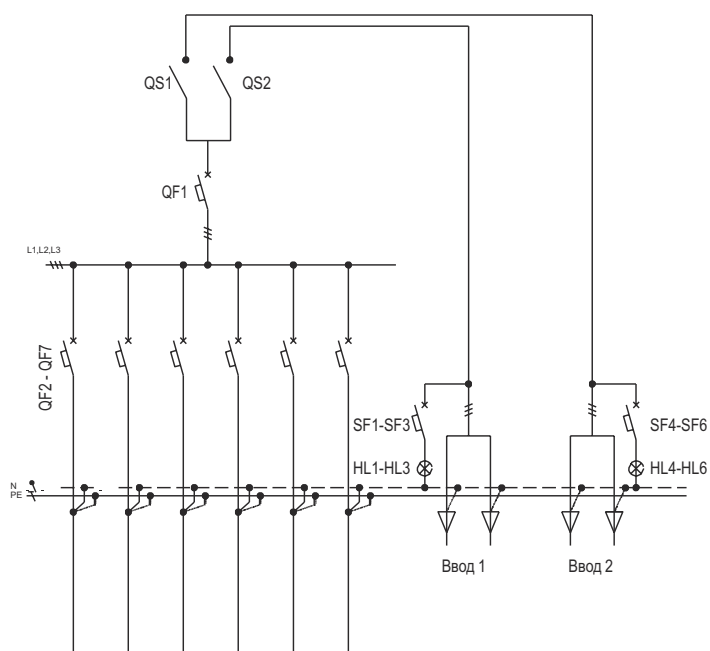 QS1
QS2
QF1
L1,L2,L3
QF2 - QF7
SF1-SF3
SF4-SF6
HL1-HL3
HL4-HL6
N
PE
Ввод 1
Ввод 2